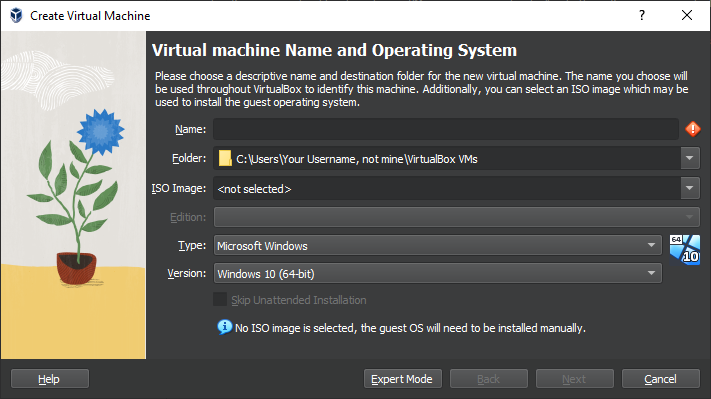 Create Virtual Machine
?
Virtual machine Name and Operating System
Please choose a descriptive name and destination folder for the new virtual machine. The name you choose will
be used throughout VirtualBox to identify this machine. Additionally, you can select an ISO image which may be
used to install the guest operating system.
Name:
Folder: C:\Users\Your Username, not mine\VirtualBox VMs
ISO Image: <not selected>
Edition:
Type: Microsoft Windows
64
Version: Windows 10 (64-bit)
10
Skip Unattended Installation
No ISO image is selected, the guest OS will need to be installed manually.
Help Expert Mode Back Next Cancel